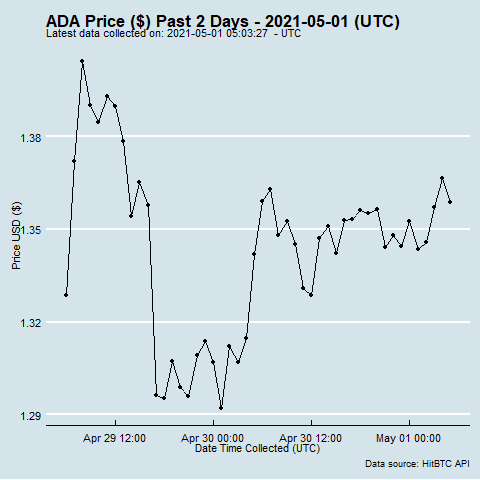 ADA Price ($) Past 2 Days - 2021-05-01 (UTC)
Latest data collected on: 2021-05-01 05:03:27 - UTC
1.38
1.35
1.32
1.29
Price USD ($)
Apr 29 12:00
Apr 30 00:00
Apr 30 12:00
May 01 00:00
Date Time Collected (UTC)
Data source: HitBTC API